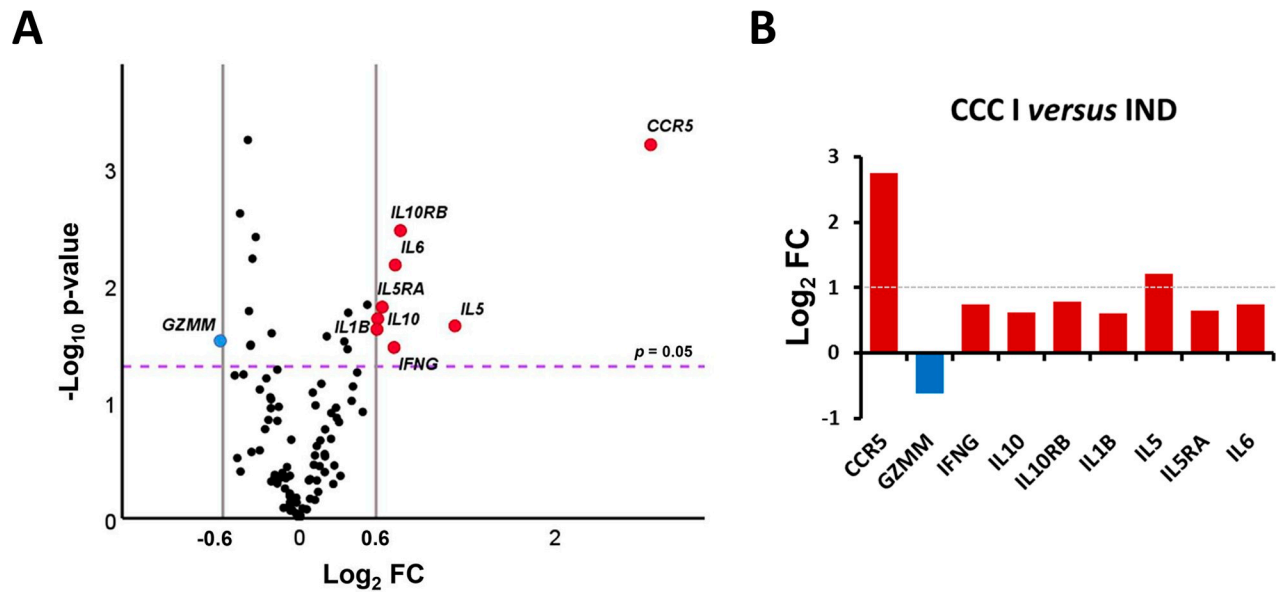 A
B
CCR5
IL10RB
IL6
IL5RA
IL10
IL5
IL1B
GZMM
IFNG
p = 0.05
3
2
1
0
-0.6
0
0.6
2
-Log10 p-value
Log2 FC
CCC I versus IND
3
2
1
0
-1
Log2 FC
CCR5
GZMM
IFNG
IL10
IL10RB
IL1B
IL5
IL5RA
IL6